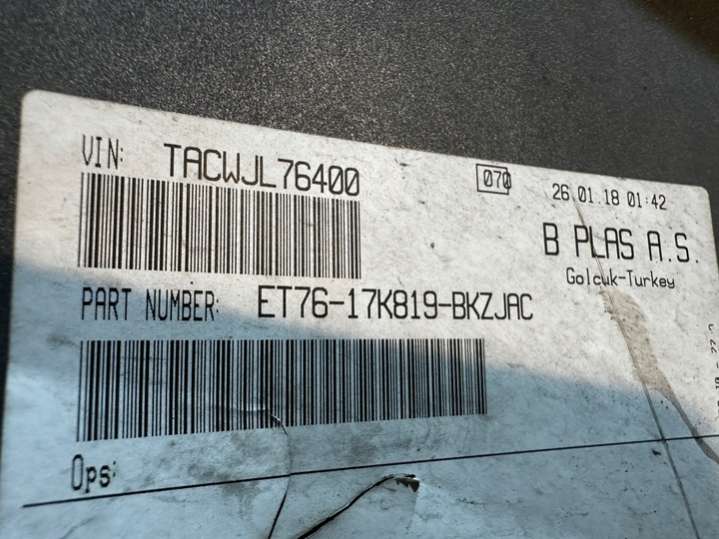 VIN: TACWJL76400
070
26.01.18 01:42
B PLAS A.S.
Golcuk-Turkey
PART NUMBER: ET76-17K819-BKZJAC
Ops: